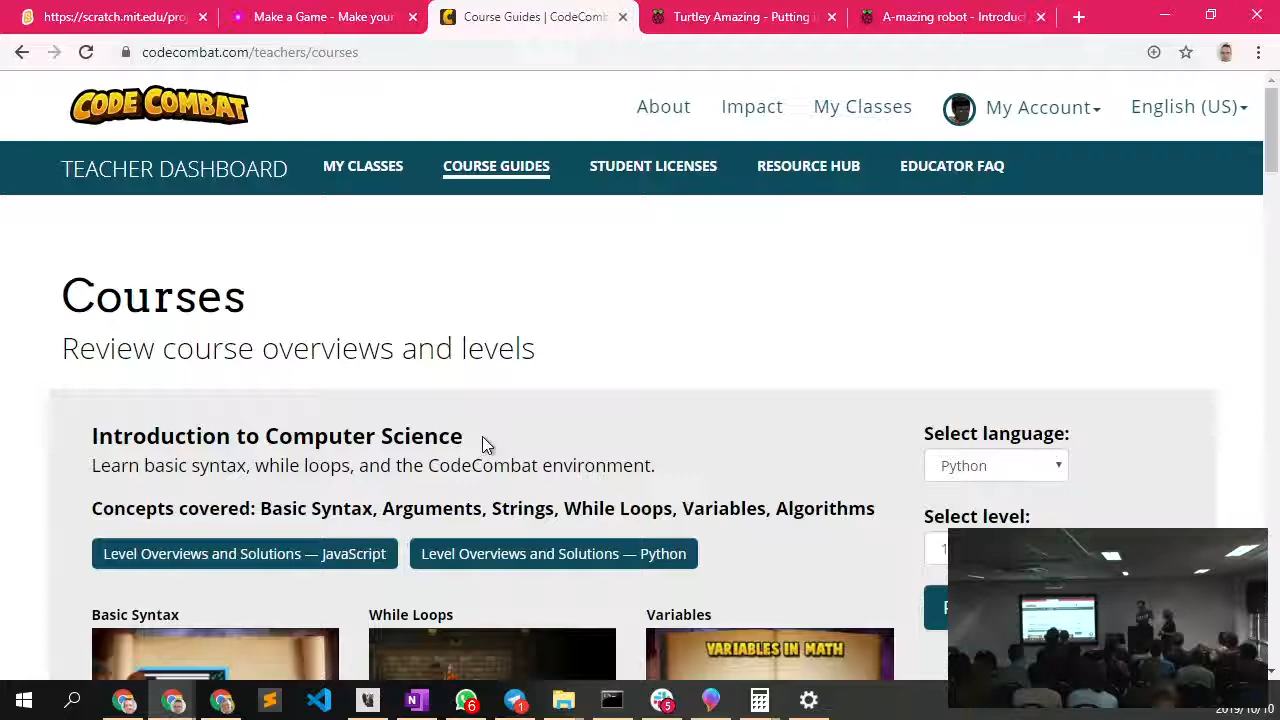 https://scratch.mit.edu/pro
Make a Game - Make your
Course Guides | CodeComb
Turtley Amazing - Putting i
A-mazing robot - Introduct
codecombat.com/teachers/courses
CODE COMBAT
About
Impact
My Classes
My Account
English (US)
TEACHER DASHBOARD
MY CLASSES
COURSE GUIDES
STUDENT LICENSES
RESOURCE HUB
EDUCATOR FAQ
Courses
Review course overviews and levels
Introduction to Computer Science
Learn basic syntax, while loops, and the CodeCombat environment.
Concepts covered: Basic Syntax, Arguments, Strings, While Loops, Variables, Algorithms
Level Overviews and Solutions — JavaScript
Level Overviews and Solutions — Python
Select language:
Python
Select level:
1
Basic Syntax
While Loops
Variables
VARIABLES IN MATH
6
1
5
2019/10/10